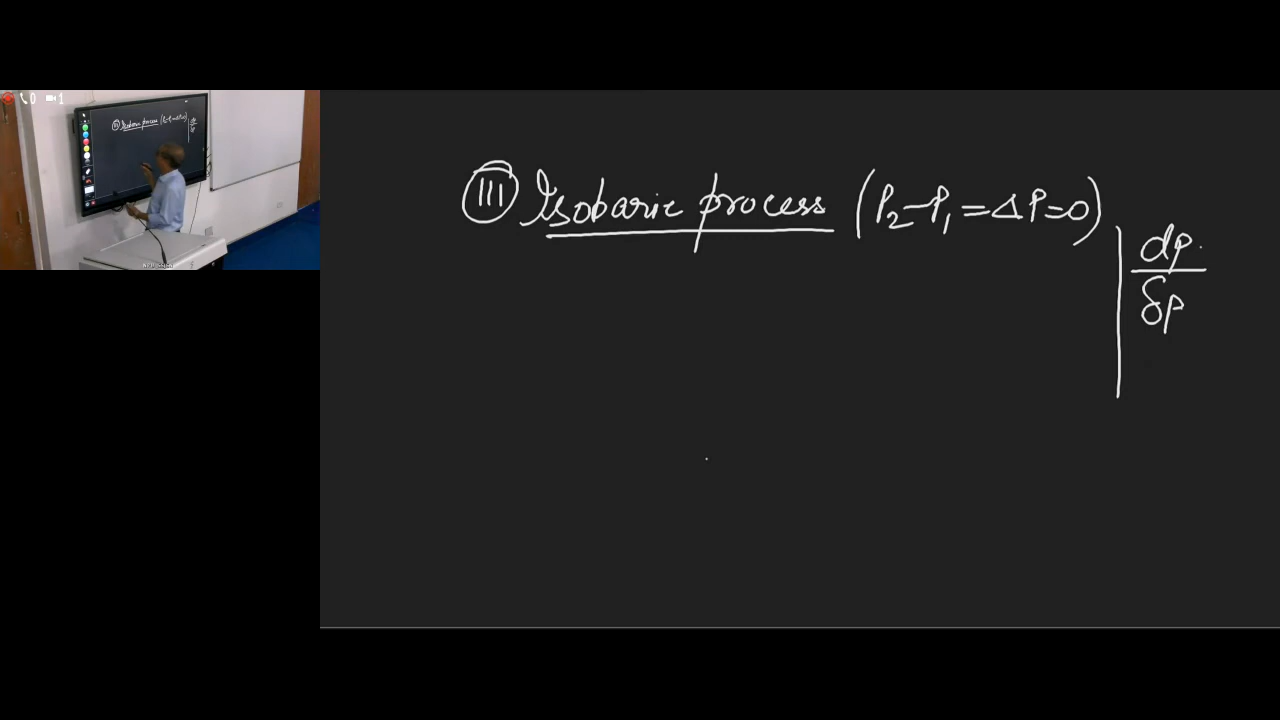 III Isobaric process (P₂-P₁ = ΔP = 0)
dp
δp